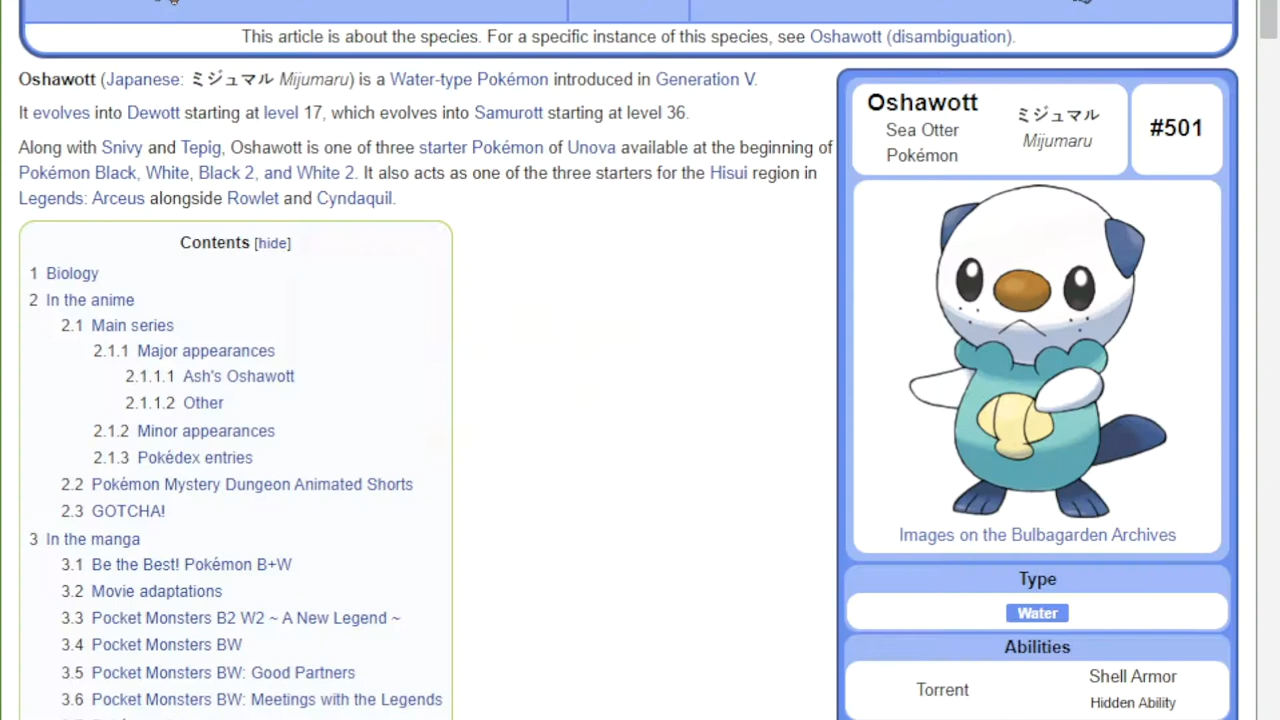 This article is about the species. For a specific instance of this species, see Oshawott (disambiguation).
Oshawott (Japanese: ミジュマル Mijumaru) is a Water-type Pokémon introduced in Generation V.
It evolves into Dewott starting at level 17, which evolves into Samurott starting at level 36.
Along with Snivy and Tepig, Oshawott is one of three starter Pokémon of Unova available at the beginning of
Pokémon Black, White, Black 2, and White 2. It also acts as one of the three starters for the Hisui region in
Legends: Arceus alongside Rowlet and Cyndaquil.
Contents [hide]
1 Biology
2 In the anime
2.1 Main series
2.1.1 Major appearances
2.1.1.1 Ash's Oshawott
2.1.1.2 Other
2.1.2 Minor appearances
2.1.3 Pokédex entries
2.2 Pokémon Mystery Dungeon Animated Shorts
2.3 GOTCHA!
3 In the manga
3.1 Be the Best! Pokémon B+W
3.2 Movie adaptations
3.3 Pocket Monsters B2 W2 ~ A New Legend ~
3.4 Pocket Monsters BW
3.5 Pocket Monsters BW: Good Partners
3.6 Pocket Monsters BW: Meetings with the Legends
Oshawott
Sea Otter
Pokémon
ミジュマル
Mijumaru
#501
Images on the Bulbagarden Archives
Type
Water
Abilities
Torrent
Shell Armor
Hidden Ability